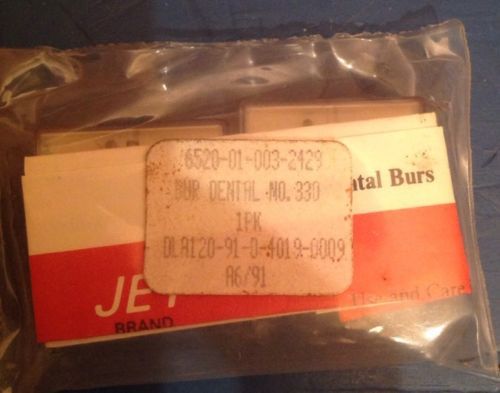 6520-01-003-2429
BUR DENTAL NO. 330
1PK
DLA120-91-D-4019-0009
A6/91
ntal Burs
JET
BRAND
Use and Care